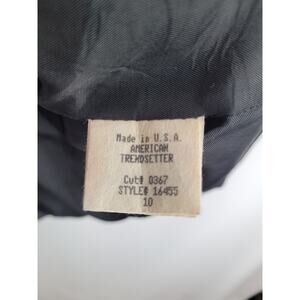 Made in U.S.A.
AMERICAN
TRENDSETTER
Cut# 0367
STYLE# 16455
10